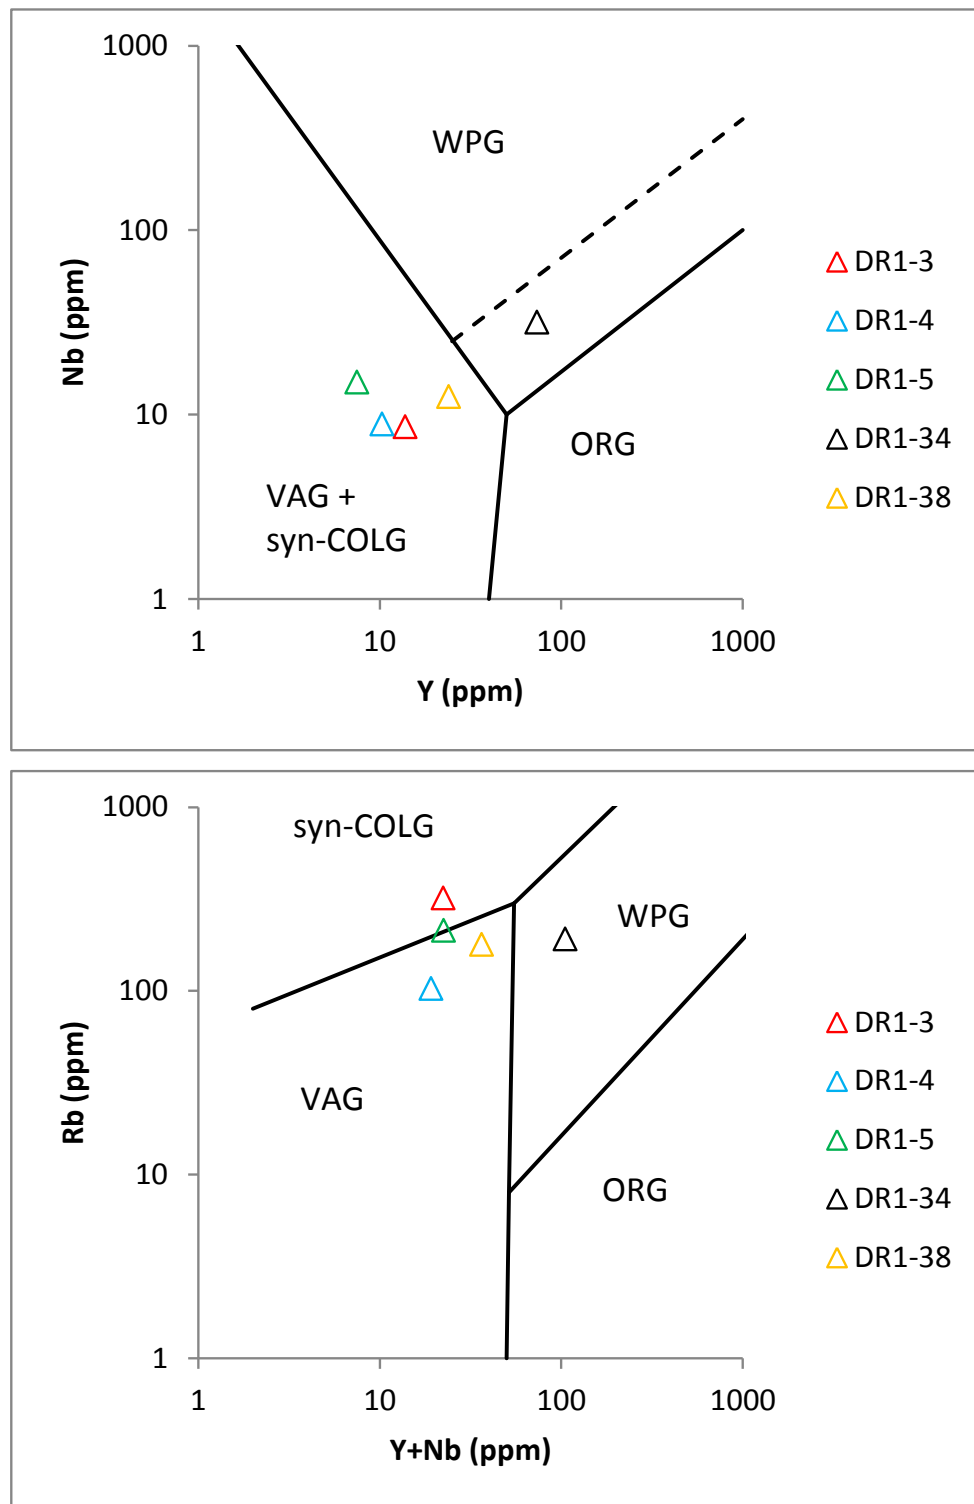 1000
100
10
1
Nb (ppm)
WPG
ORG
VAG +
syn-COLG
1
10
100
1000
Y (ppm)
DR1-3
DR1-4
DR1-5
DR1-34
DR1-38
1000
100
10
1
Rb (ppm)
syn-COLG
WPG
VAG
ORG
1
10
100
1000
Y+Nb (ppm)
DR1-3
DR1-4
DR1-5
DR1-34
DR1-38